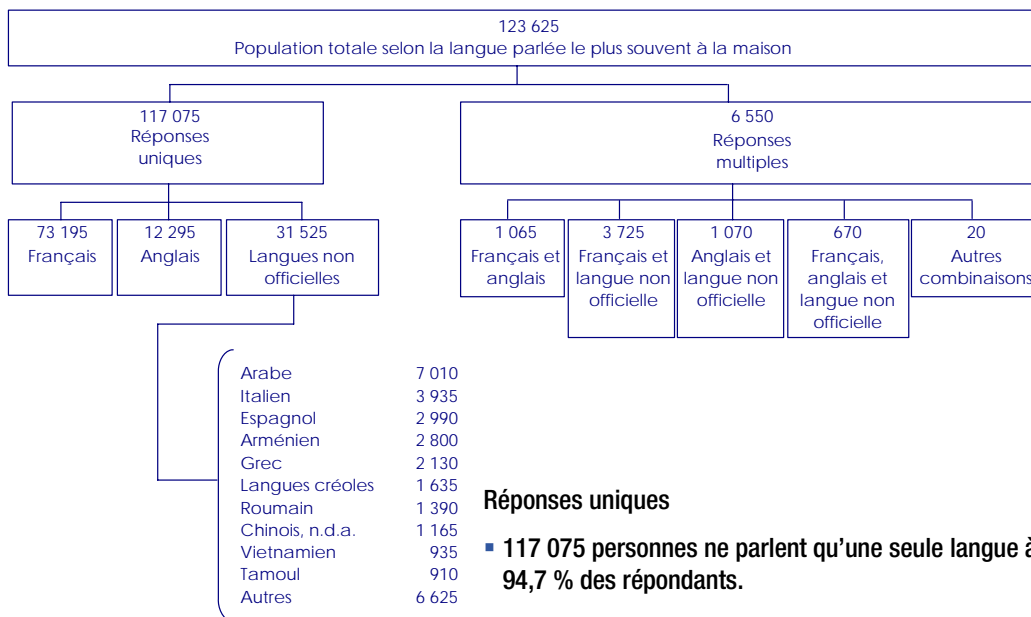 123 625
Population totale selon la langue parlée le plus souvent à la maison
117 075
Réponses
uniques
6 550
Réponses
multiples
73 195
Français
12 295
Anglais
31 525
Langues non
officielles
1 065
Français et
anglais
3 725
Français et
langue non
officielle
1 070
Anglais et
langue non
officielle
670
Français,
anglais et
langue non
officielle
20
Autres
combinaisons
Arabe 7 010
Italien 3 935
Espagnol 2 990
Arménien 2 800
Grec 2 130
Langues créoles 1 635
Roumain 1 390
Chinois, n.d.a. 1 165
Vietnamien 935
Tamoul 910
Autres 6 625
Réponses uniques
▪ 117 075 personnes ne parlent qu'une seule langue à
94,7 % des répondants.